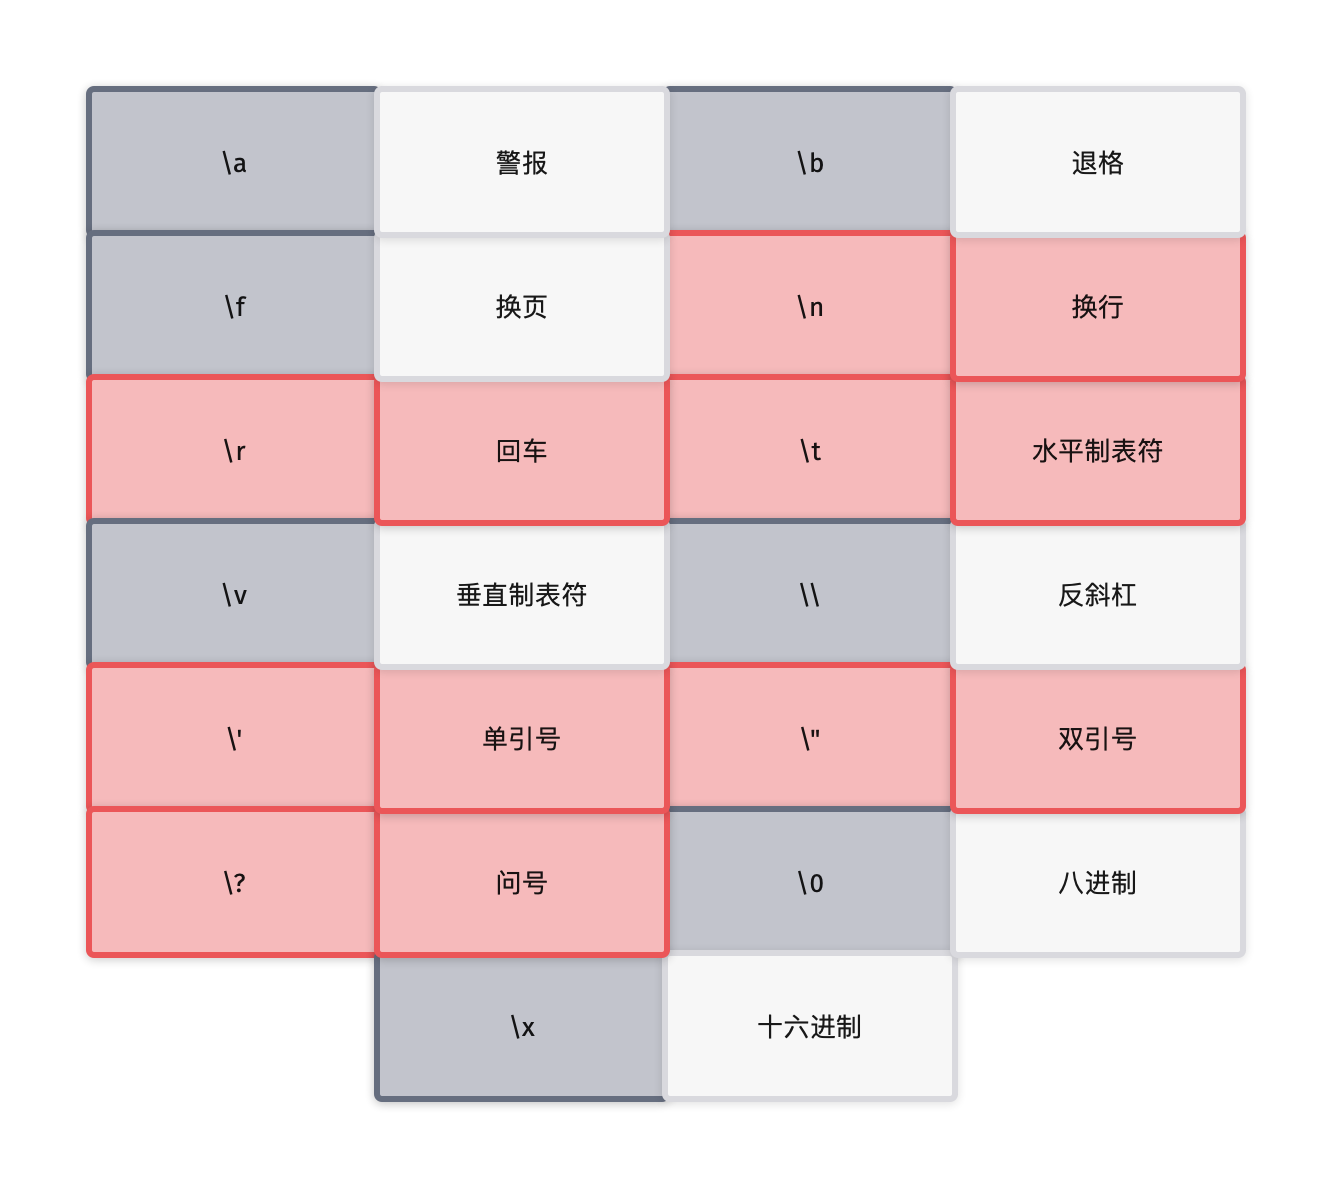 \a 警报 \b 退格
\f 换页 \n 换行
\r 回车 \t 水平制表符
\v 垂直制表符 \\ 反斜杠
\' 单引号 \" 双引号
\? 问号 \0 八进制
\x 十六进制